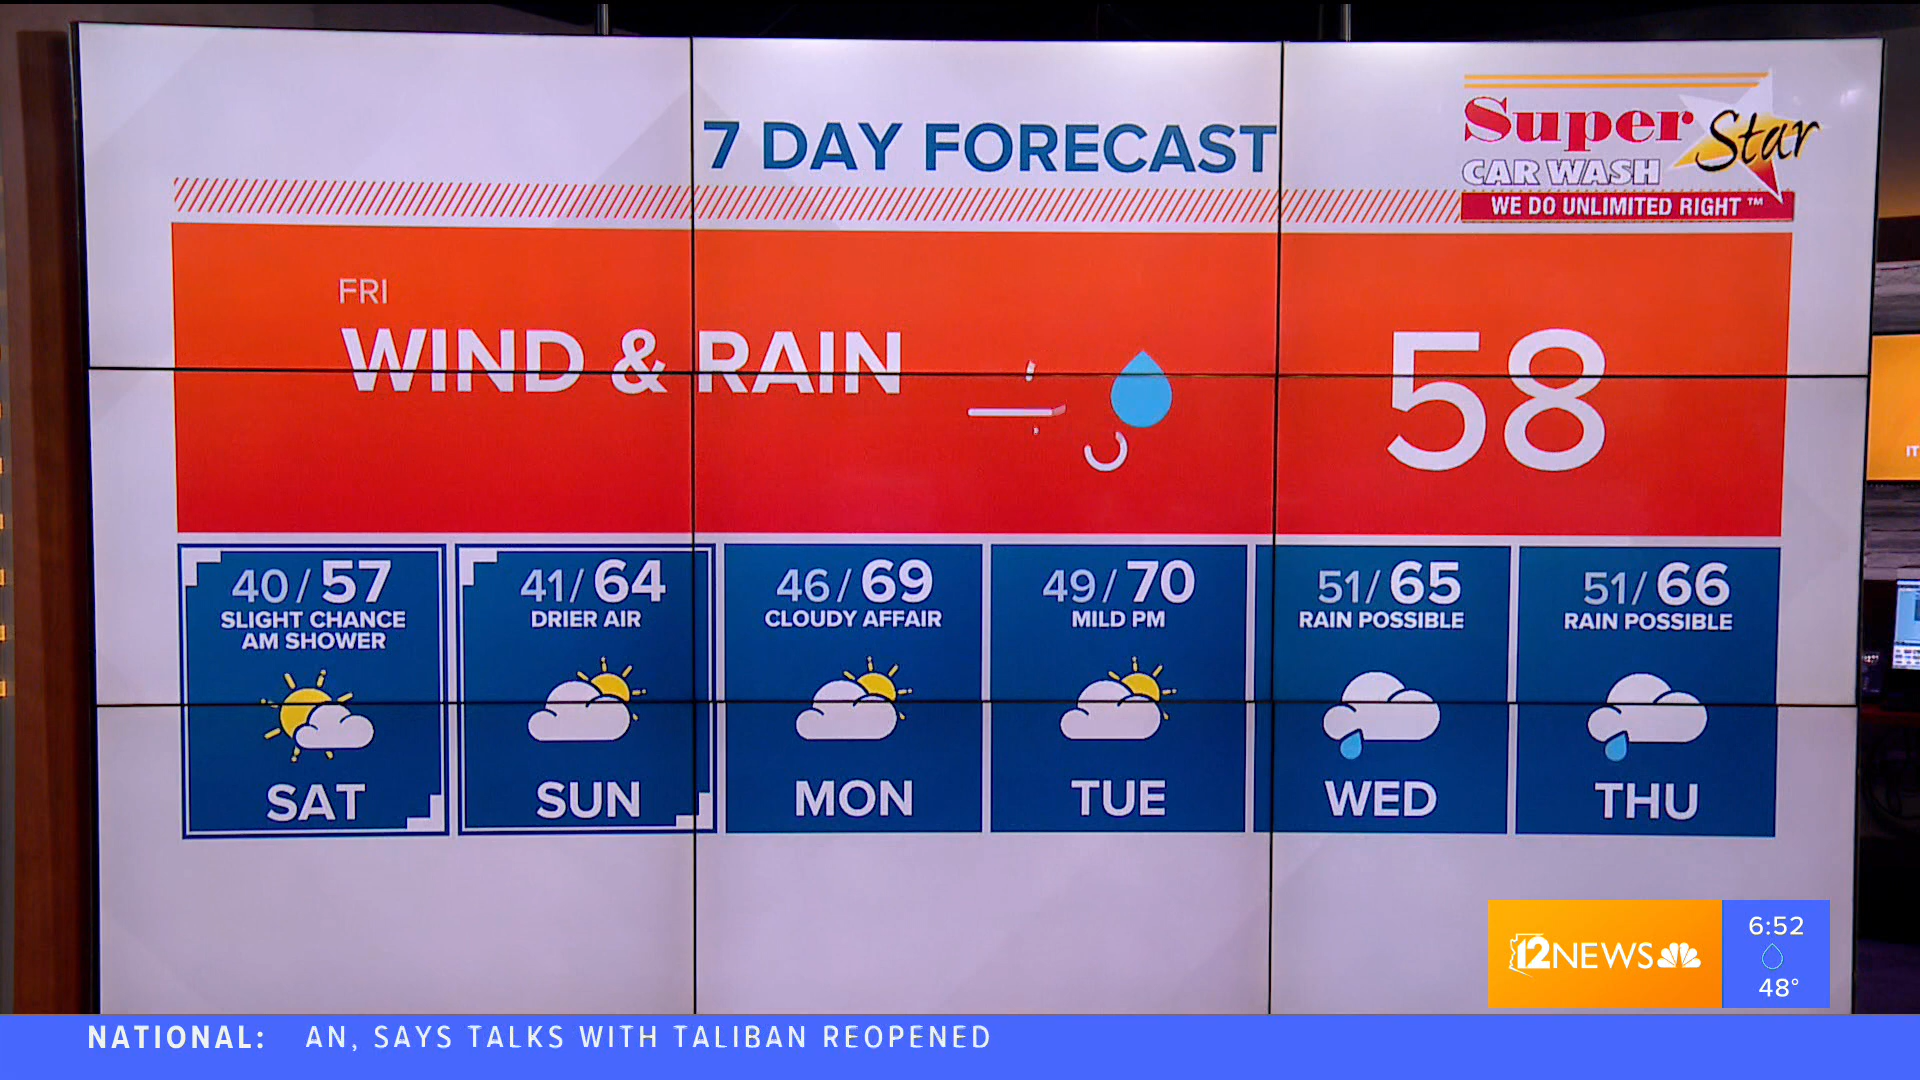 7 DAY FORECAST
Super Star
CAR WASH
WE DO UNLIMITED RIGHT ™
FRI
WIND & RAIN
58
40/57
SLIGHT CHANCE
AM SHOWER
SAT
41/64
DRIER AIR
SUN
46/69
CLOUDY AFFAIR
MON
49/70
MILD PM
TUE
51/65
RAIN POSSIBLE
WED
51/66
RAIN POSSIBLE
THU
IT
12NEWS
6:52
48°
NATIONAL: AN, SAYS TALKS WITH TALIBAN REOPENED